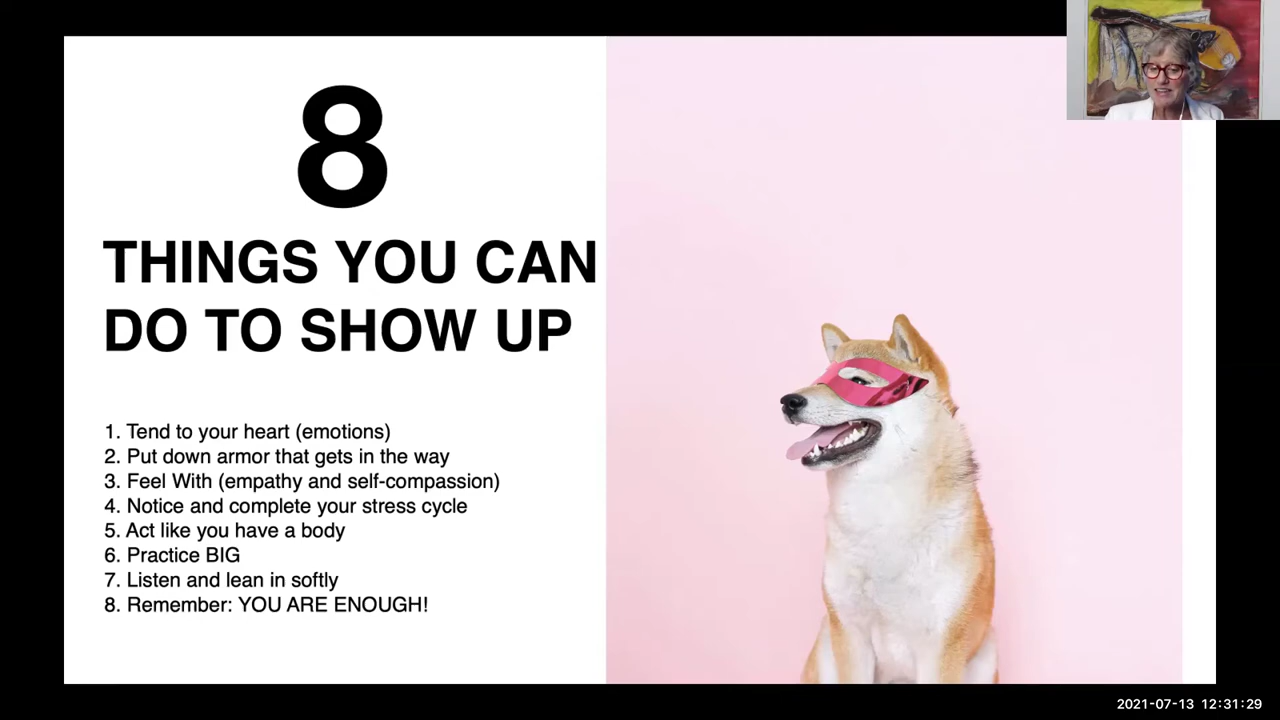 8
THINGS YOU CAN
DO TO SHOW UP
1. Tend to your heart (emotions)
2. Put down armor that gets in the way
3. Feel With (empathy and self-compassion)
4. Notice and complete your stress cycle
5. Act like you have a body
6. Practice BIG
7. Listen and lean in softly
8. Remember: YOU ARE ENOUGH!
2021-07-13 12:31:29